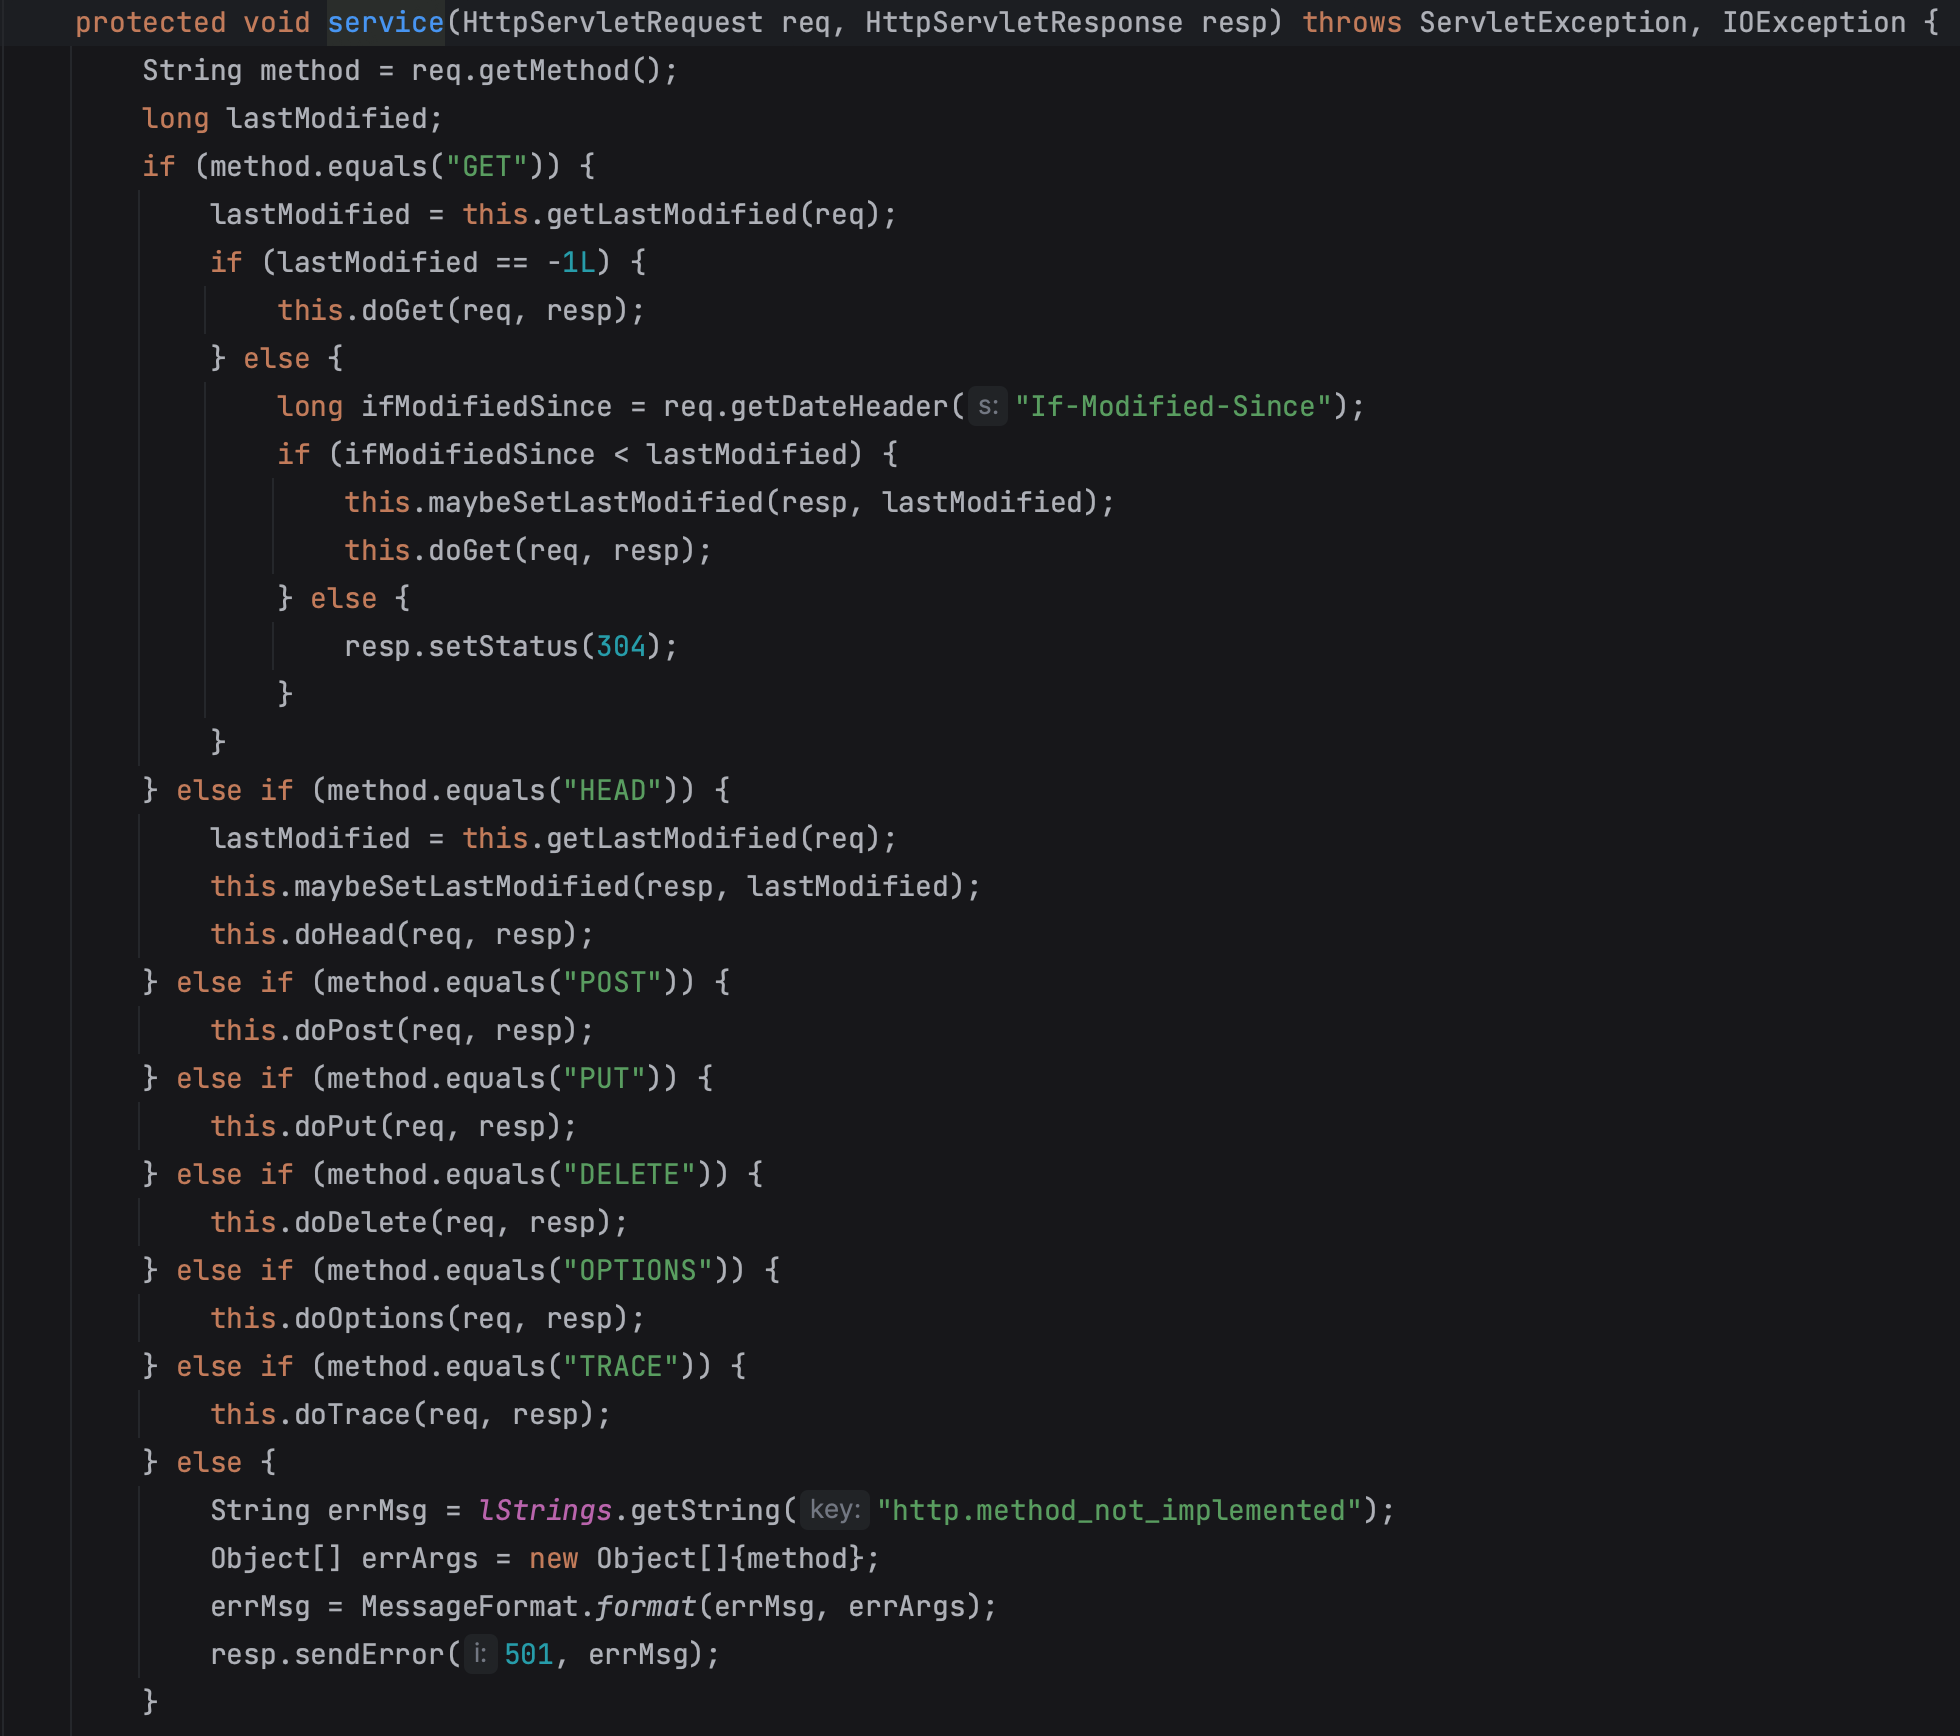 protected void service(HttpServletRequest req, HttpServletResponse resp) throws ServletException, IOException {
    String method = req.getMethod();
    long lastModified;
    if (method.equals("GET")) {
        lastModified = this.getLastModified(req);
        if (lastModified == -1L) {
            this.doGet(req, resp);
        } else {
            long ifModifiedSince = req.getDateHeader( s: "If-Modified-Since");
            if (ifModifiedSince < lastModified) {
                this.maybeSetLastModified(resp, lastModified);
                this.doGet(req, resp);
            } else {
                resp.setStatus(304);
            }
        }
    } else if (method.equals("HEAD")) {
        lastModified = this.getLastModified(req);
        this.maybeSetLastModified(resp, lastModified);
        this.doHead(req, resp);
    } else if (method.equals("POST")) {
        this.doPost(req, resp);
    } else if (method.equals("PUT")) {
        this.doPut(req, resp);
    } else if (method.equals("DELETE")) {
        this.doDelete(req, resp);
    } else if (method.equals("OPTIONS")) {
        this.doOptions(req, resp);
    } else if (method.equals("TRACE")) {
        this.doTrace(req, resp);
    } else {
        String errMsg = lStrings.getString( key: "http.method_not_implemented");
        Object[] errArgs = new Object[]{method};
        errMsg = MessageFormat.format(errMsg, errArgs);
        resp.sendError( i: 501, errMsg);
    }